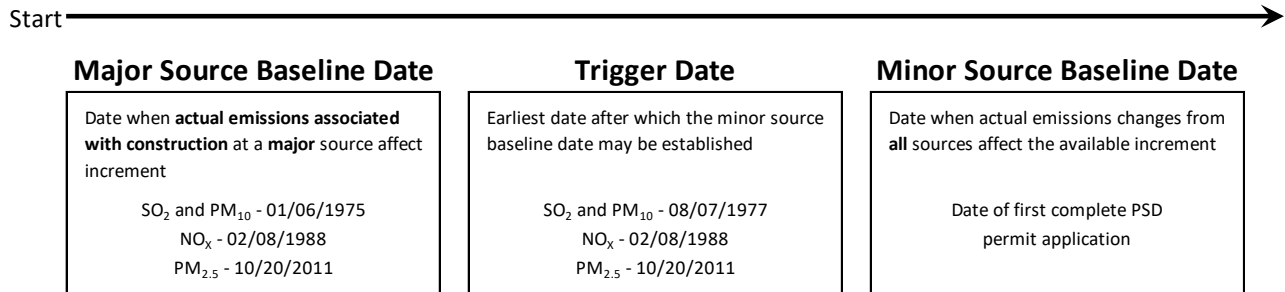 Start
Major Source Baseline Date
Date when actual emissions associated
with construction at a major source affect
increment
SO₂ and PM₁₀ - 01/06/1975
NOₓ - 02/08/1988
PM₂.₅ - 10/20/2011
Trigger Date
Earliest date after which the minor source
baseline date may be established
SO₂ and PM₁₀ - 08/07/1977
NOₓ - 02/08/1988
PM₂.₅ - 10/20/2011
Minor Source Baseline Date
Date when actual emissions changes from
all sources affect the available increment
Date of first complete PSD
permit application